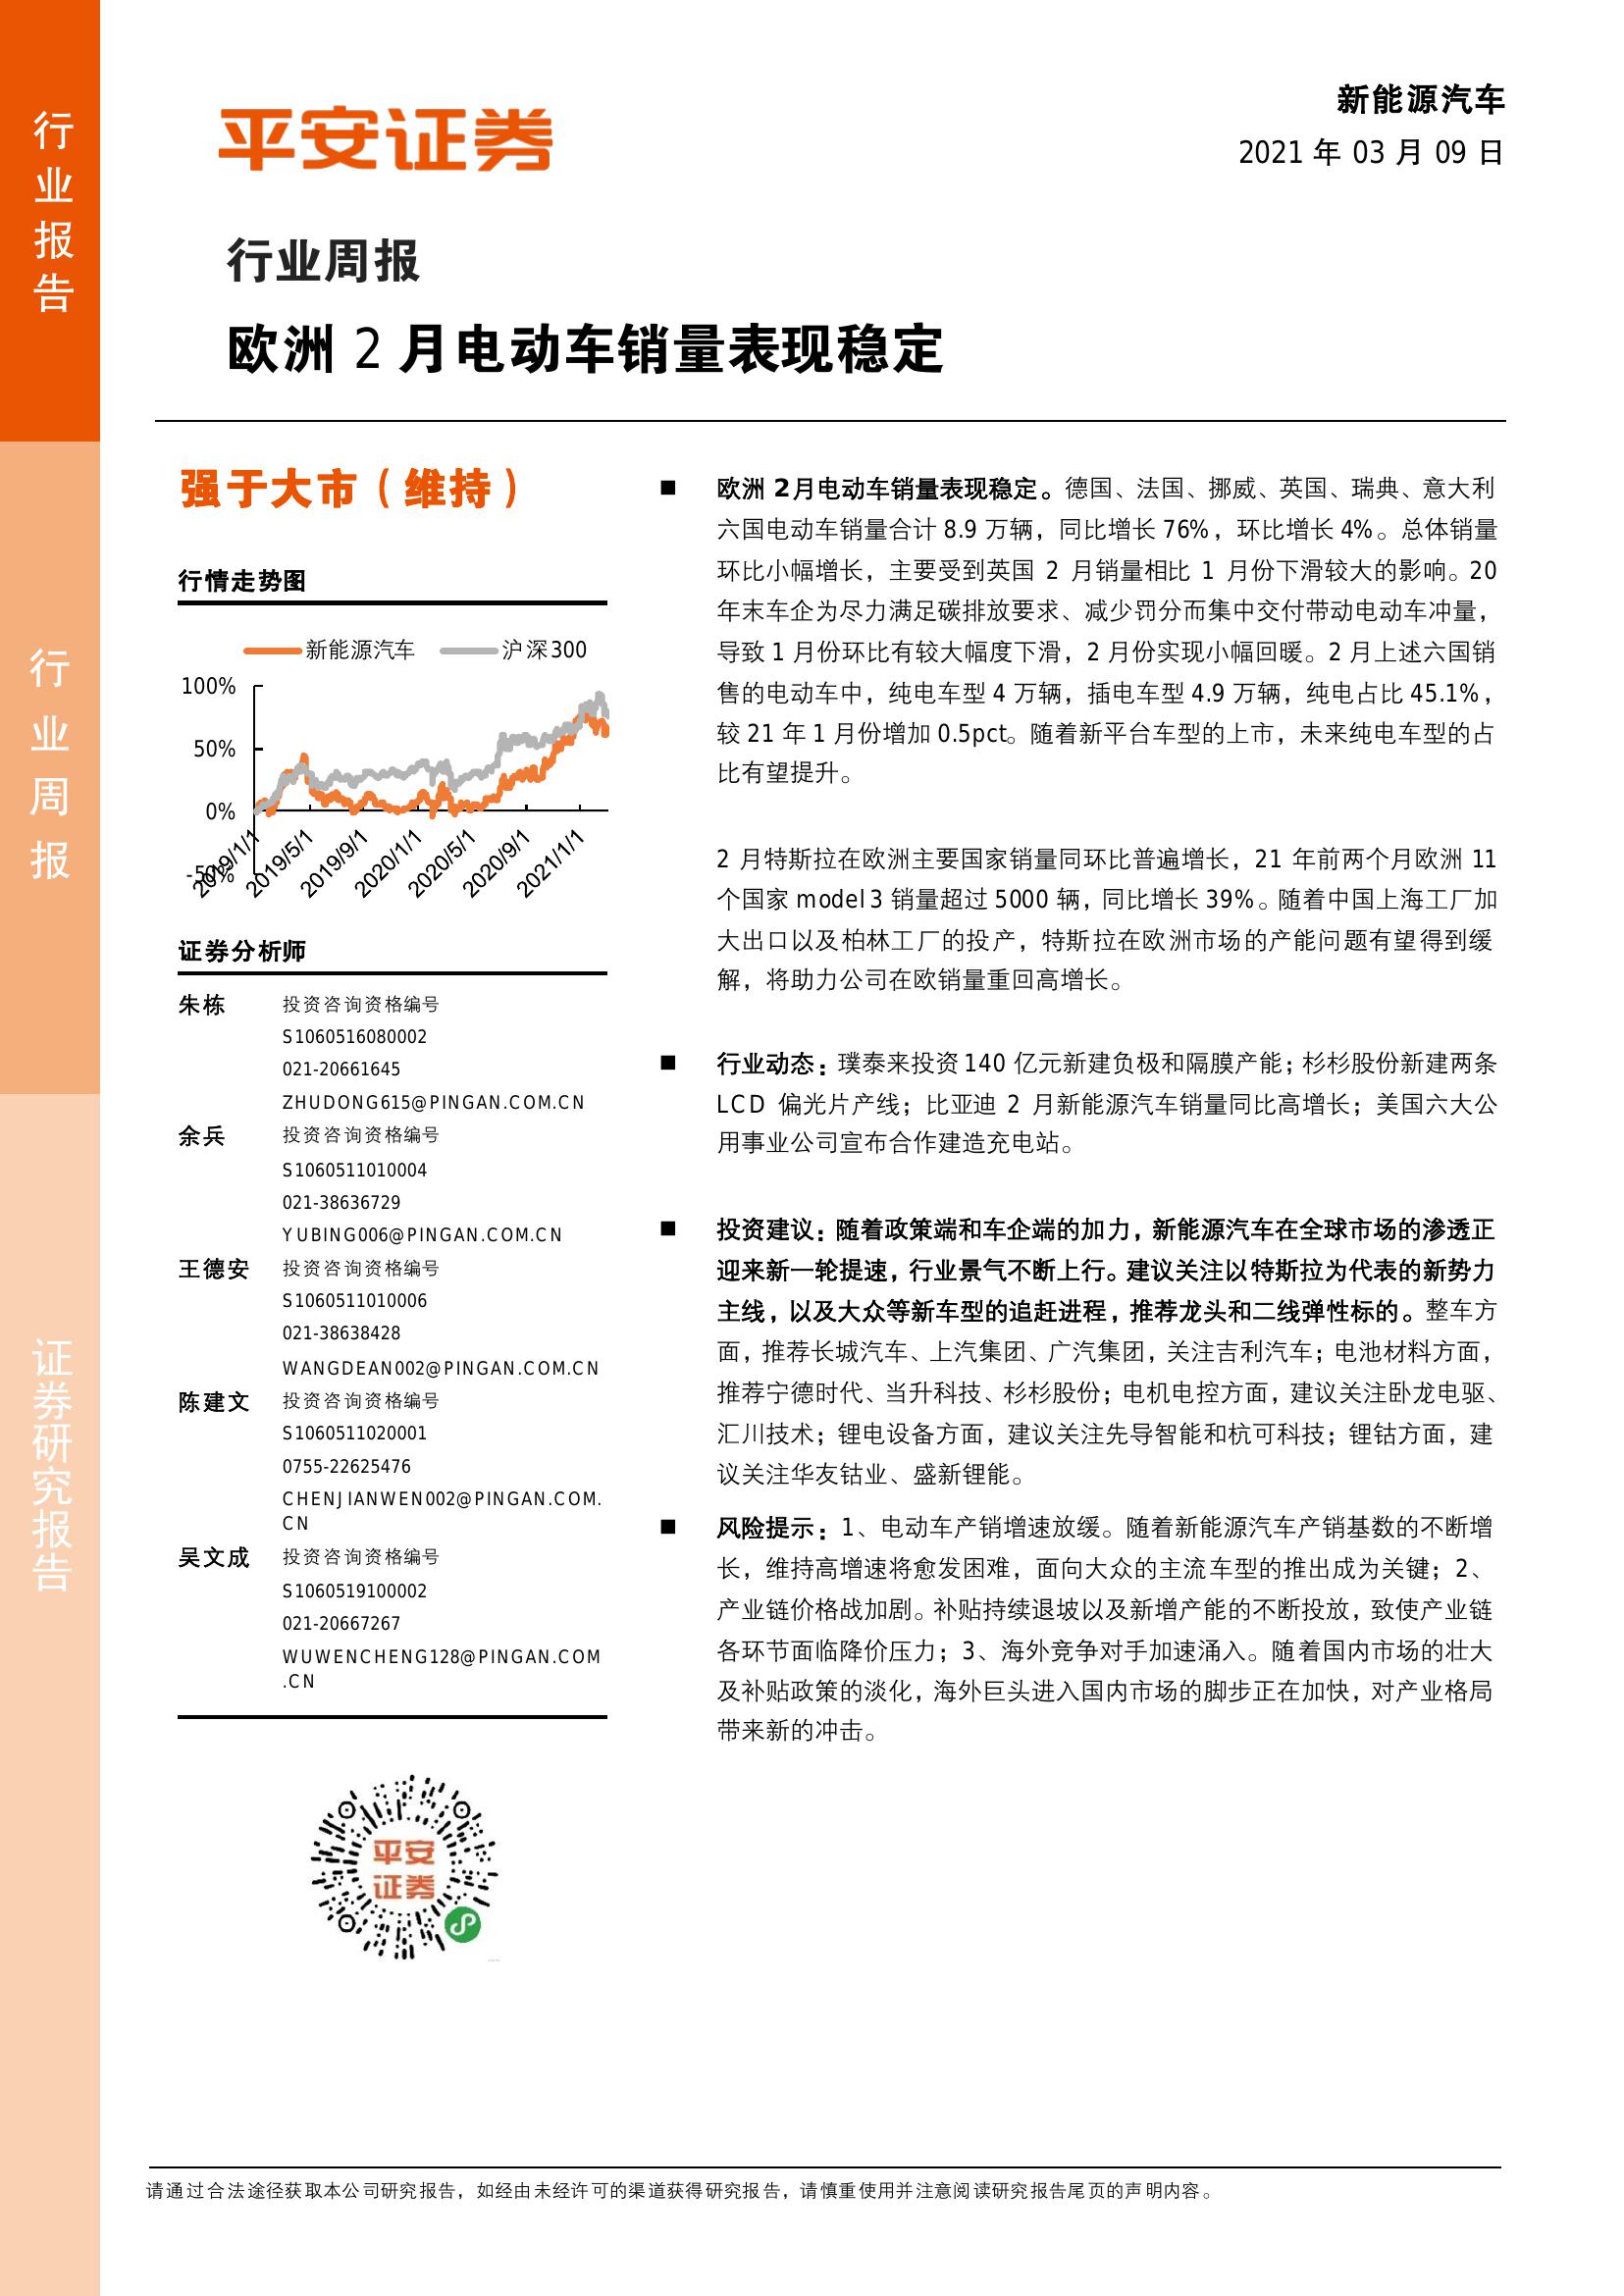 行业报告
行业周报
证券研究报告
平安证券
新能源汽车
2021 年 03 月 09 日
行业周报
欧洲 2 月电动车销量表现稳定
强于大市（维持）
行情走势图
新能源汽车 沪深300
100%
50%
0%
-50%
2019/1/1 2019/5/1 2019/9/1 2020/1/1 2020/5/1 2020/9/1 2021/1/1
证券分析师
朱栋 投资咨询资格编号
S1060516080002
021-20661645
ZHUDONG615@PINGAN.COM.CN
余兵 投资咨询资格编号
S1060511010004
021-38636729
YUBING006@PINGAN.COM.CN
王德安 投资咨询资格编号
S1060511010006
021-38638428
WANGDEAN002@PINGAN.COM.CN
陈建文 投资咨询资格编号
S1060511020001
0755-22625476
CHENJIANWEN002@PINGAN.COM.
CN
吴文成 投资咨询资格编号
S1060519100002
021-20667267
WUWENCHENG128@PINGAN.COM
.CN
平安
证券
■ 欧洲 2月电动车销量表现稳定。德国、法国、挪威、英国、瑞典、意大利
六国电动车销量合计 8.9 万辆，同比增长 76%，环比增长 4%。总体销量
环比小幅增长，主要受到英国 2 月销量相比 1 月份下滑较大的影响。20
年末车企为尽力满足碳排放要求、减少罚分而集中交付带动电动车冲量，
导致 1 月份环比有较大幅度下滑，2 月份实现小幅回暖。2 月上述六国销
售的电动车中，纯电车型 4 万辆，插电车型 4.9 万辆，纯电占比 45.1%，
较 21 年 1 月份增加 0.5pct。随着新平台车型的上市，未来纯电车型的占
比有望提升。
2 月特斯拉在欧洲主要国家销量同环比普遍增长，21 年前两个月欧洲 11
个国家 model 3 销量超过 5000 辆，同比增长 39%。随着中国上海工厂加
大出口以及柏林工厂的投产，特斯拉在欧洲市场的产能问题有望得到缓
解，将助力公司在欧销量重回高增长。
■ 行业动态：璞泰来投资 140 亿元新建负极和隔膜产能；杉杉股份新建两条
LCD 偏光片产线；比亚迪 2 月新能源汽车销量同比高增长；美国六大公
用事业公司宣布合作建造充电站。
■ 投资建议：随着政策端和车企端的加力，新能源汽车在全球市场的渗透正
迎来新一轮提速，行业景气不断上行。建议关注以特斯拉为代表的新势力
主线，以及大众等新车型的追赶进程，推荐龙头和二线弹性标的。整车方
面，推荐长城汽车、上汽集团、广汽集团，关注吉利汽车；电池材料方面，
推荐宁德时代、当升科技、杉杉股份；电机电控方面，建议关注卧龙电驱、
汇川技术；锂电设备方面，建议关注先导智能和杭可科技；锂钴方面，建
议关注华友钴业、盛新锂能。
■ 风险提示：1、电动车产销增速放缓。随着新能源汽车产销基数的不断增
长，维持高增速将愈发困难，面向大众的主流车型的推出成为关键；2、
产业链价格战加剧。补贴持续退坡以及新增产能的不断投放，致使产业链
各环节面临降价压力；3、海外竞争对手加速涌入。随着国内市场的壮大
及补贴政策的淡化，海外巨头进入国内市场的脚步正在加快，对产业格局
带来新的冲击。
请通过合法途径获取本公司研究报告，如经由未经许可的渠道获得研究报告，请慎重使用并注意阅读研究报告尾页的声明内容。